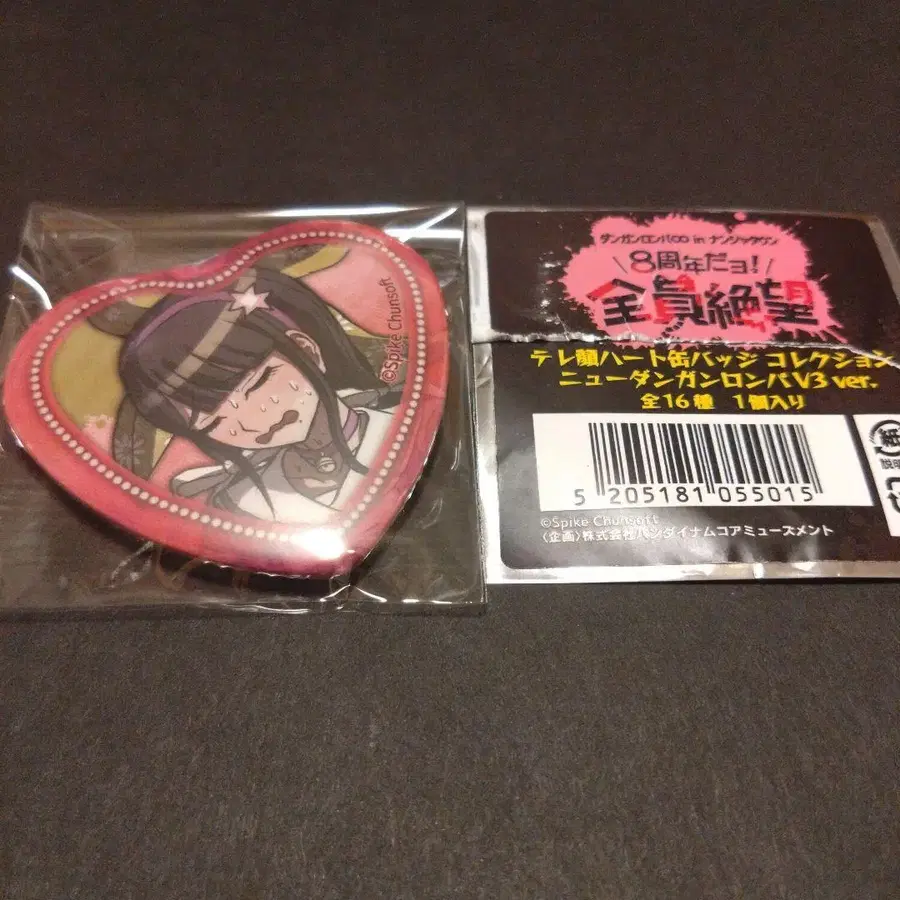 ©Spike Chunsoft
ダンガンロンパ∞ in ナンジャタウン
\8周年だョ!/
全員絶望
テレ顔ハート缶バッジ コレクション
ニューダンガンロンパV3 ver.
全16種 1個入り
5 205181 055015
©Spike Chunsoft
〈企画〉株式会社バンダイナムコアミューズメント
紙
説明